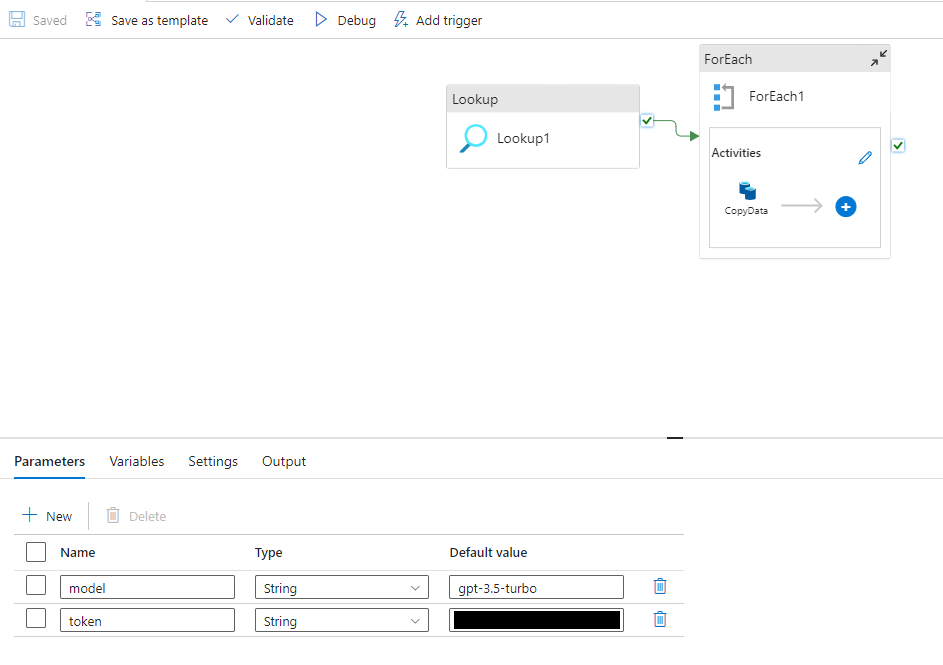 Saved Save as template Validate Debug Add trigger
ForEach
Lookup
ForEach1
Lookup1
Activities
CopyData
Parameters Variables Settings Output
New Delete
Name Type Default value
model String gpt-3.5-turbo
token String